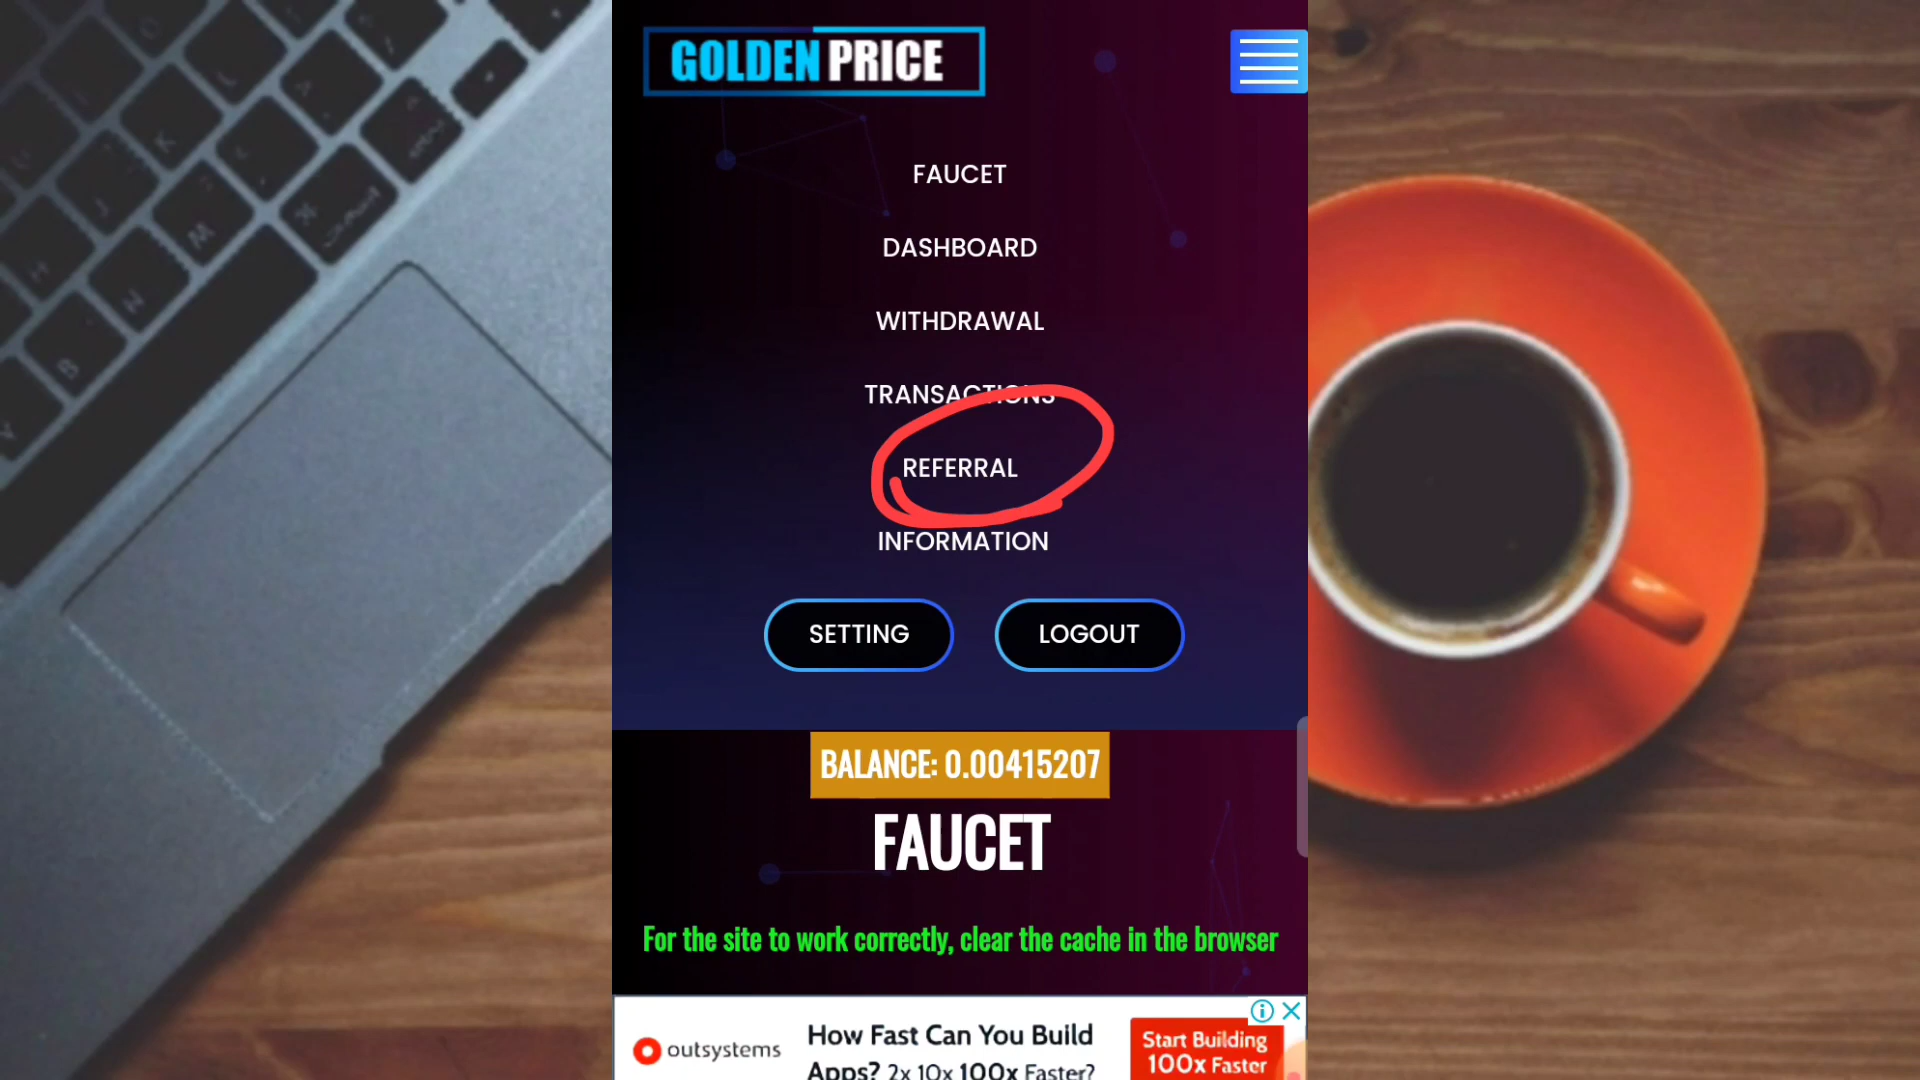 GOLDEN PRICE
FAUCET
DASHBOARD
WITHDRAWAL
TRANSACTIONS
REFERRAL
INFORMATION
SETTING
LOGOUT
BALANCE: 0.00415207
FAUCET
For the site to work correctly, clear the cache in the browser
outsystems
How Fast Can You Build
Apps? 2x 10x 100x Faster?
Start Building
100x Faster